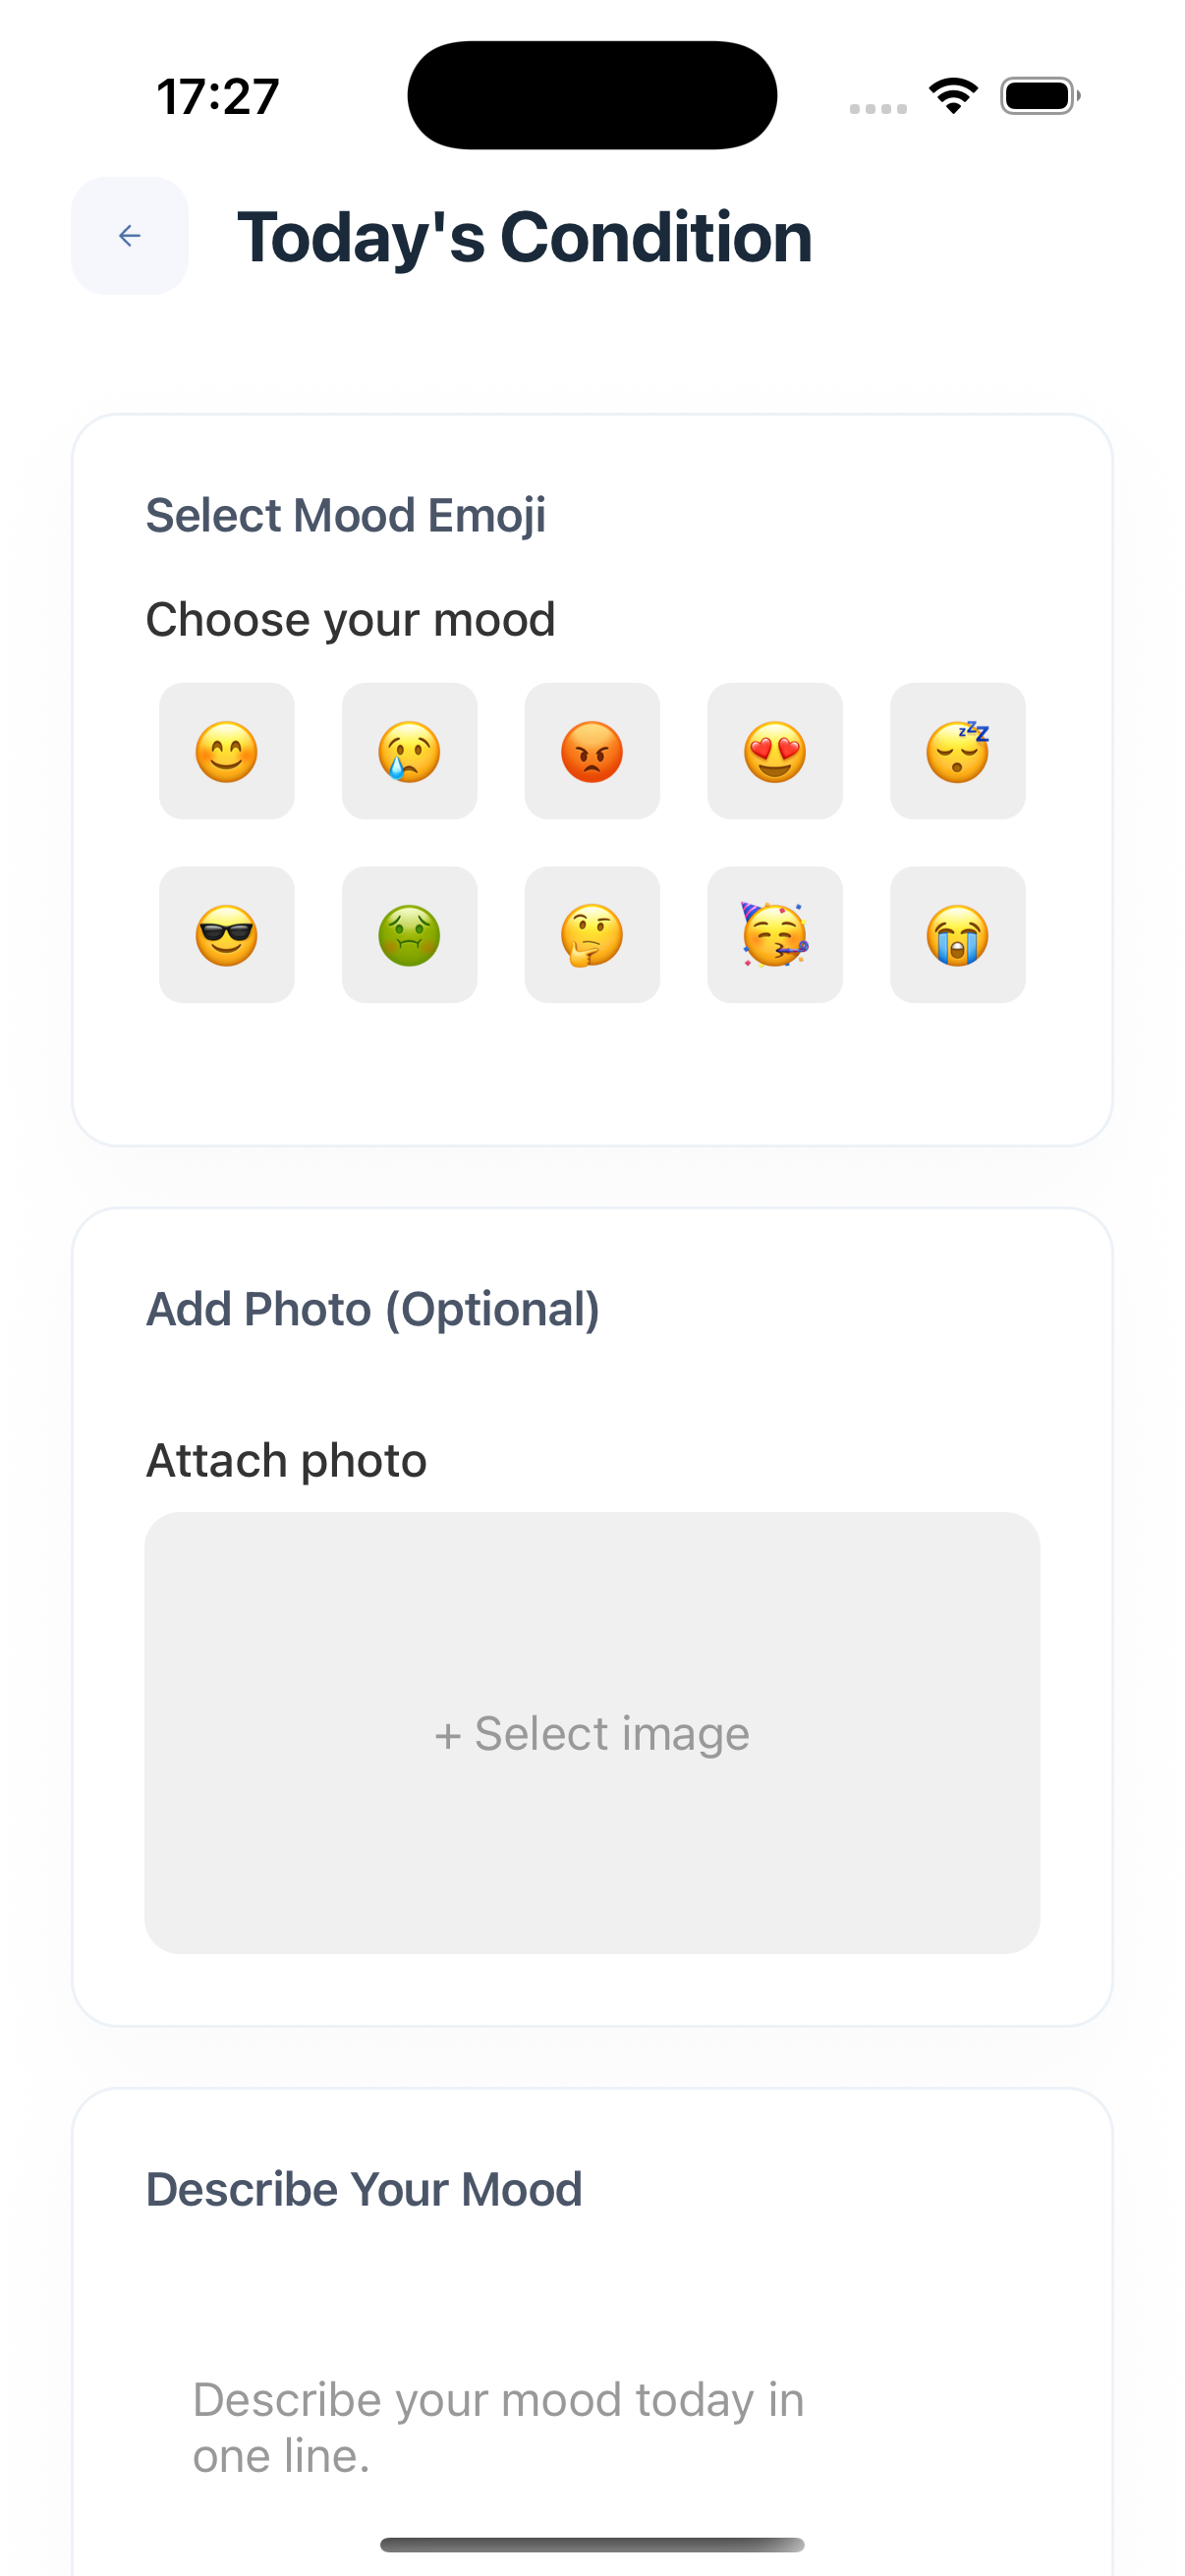 17:27
Today's Condition
Select Mood Emoji
Choose your mood
Add Photo (Optional)
Attach photo
+ Select image
Describe Your Mood
Describe your mood today in
one line.